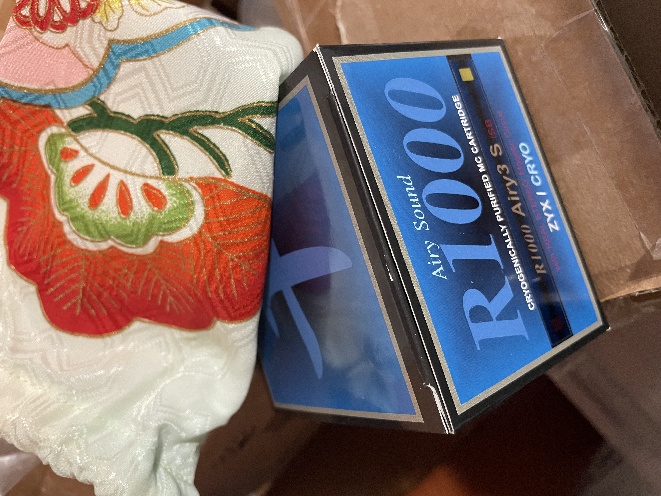 Airy Sound
R1000
CRYOGENICALLY PURIFIED MC CARTRIDGE
R1000 Airy3 S
ZYX / CRYO